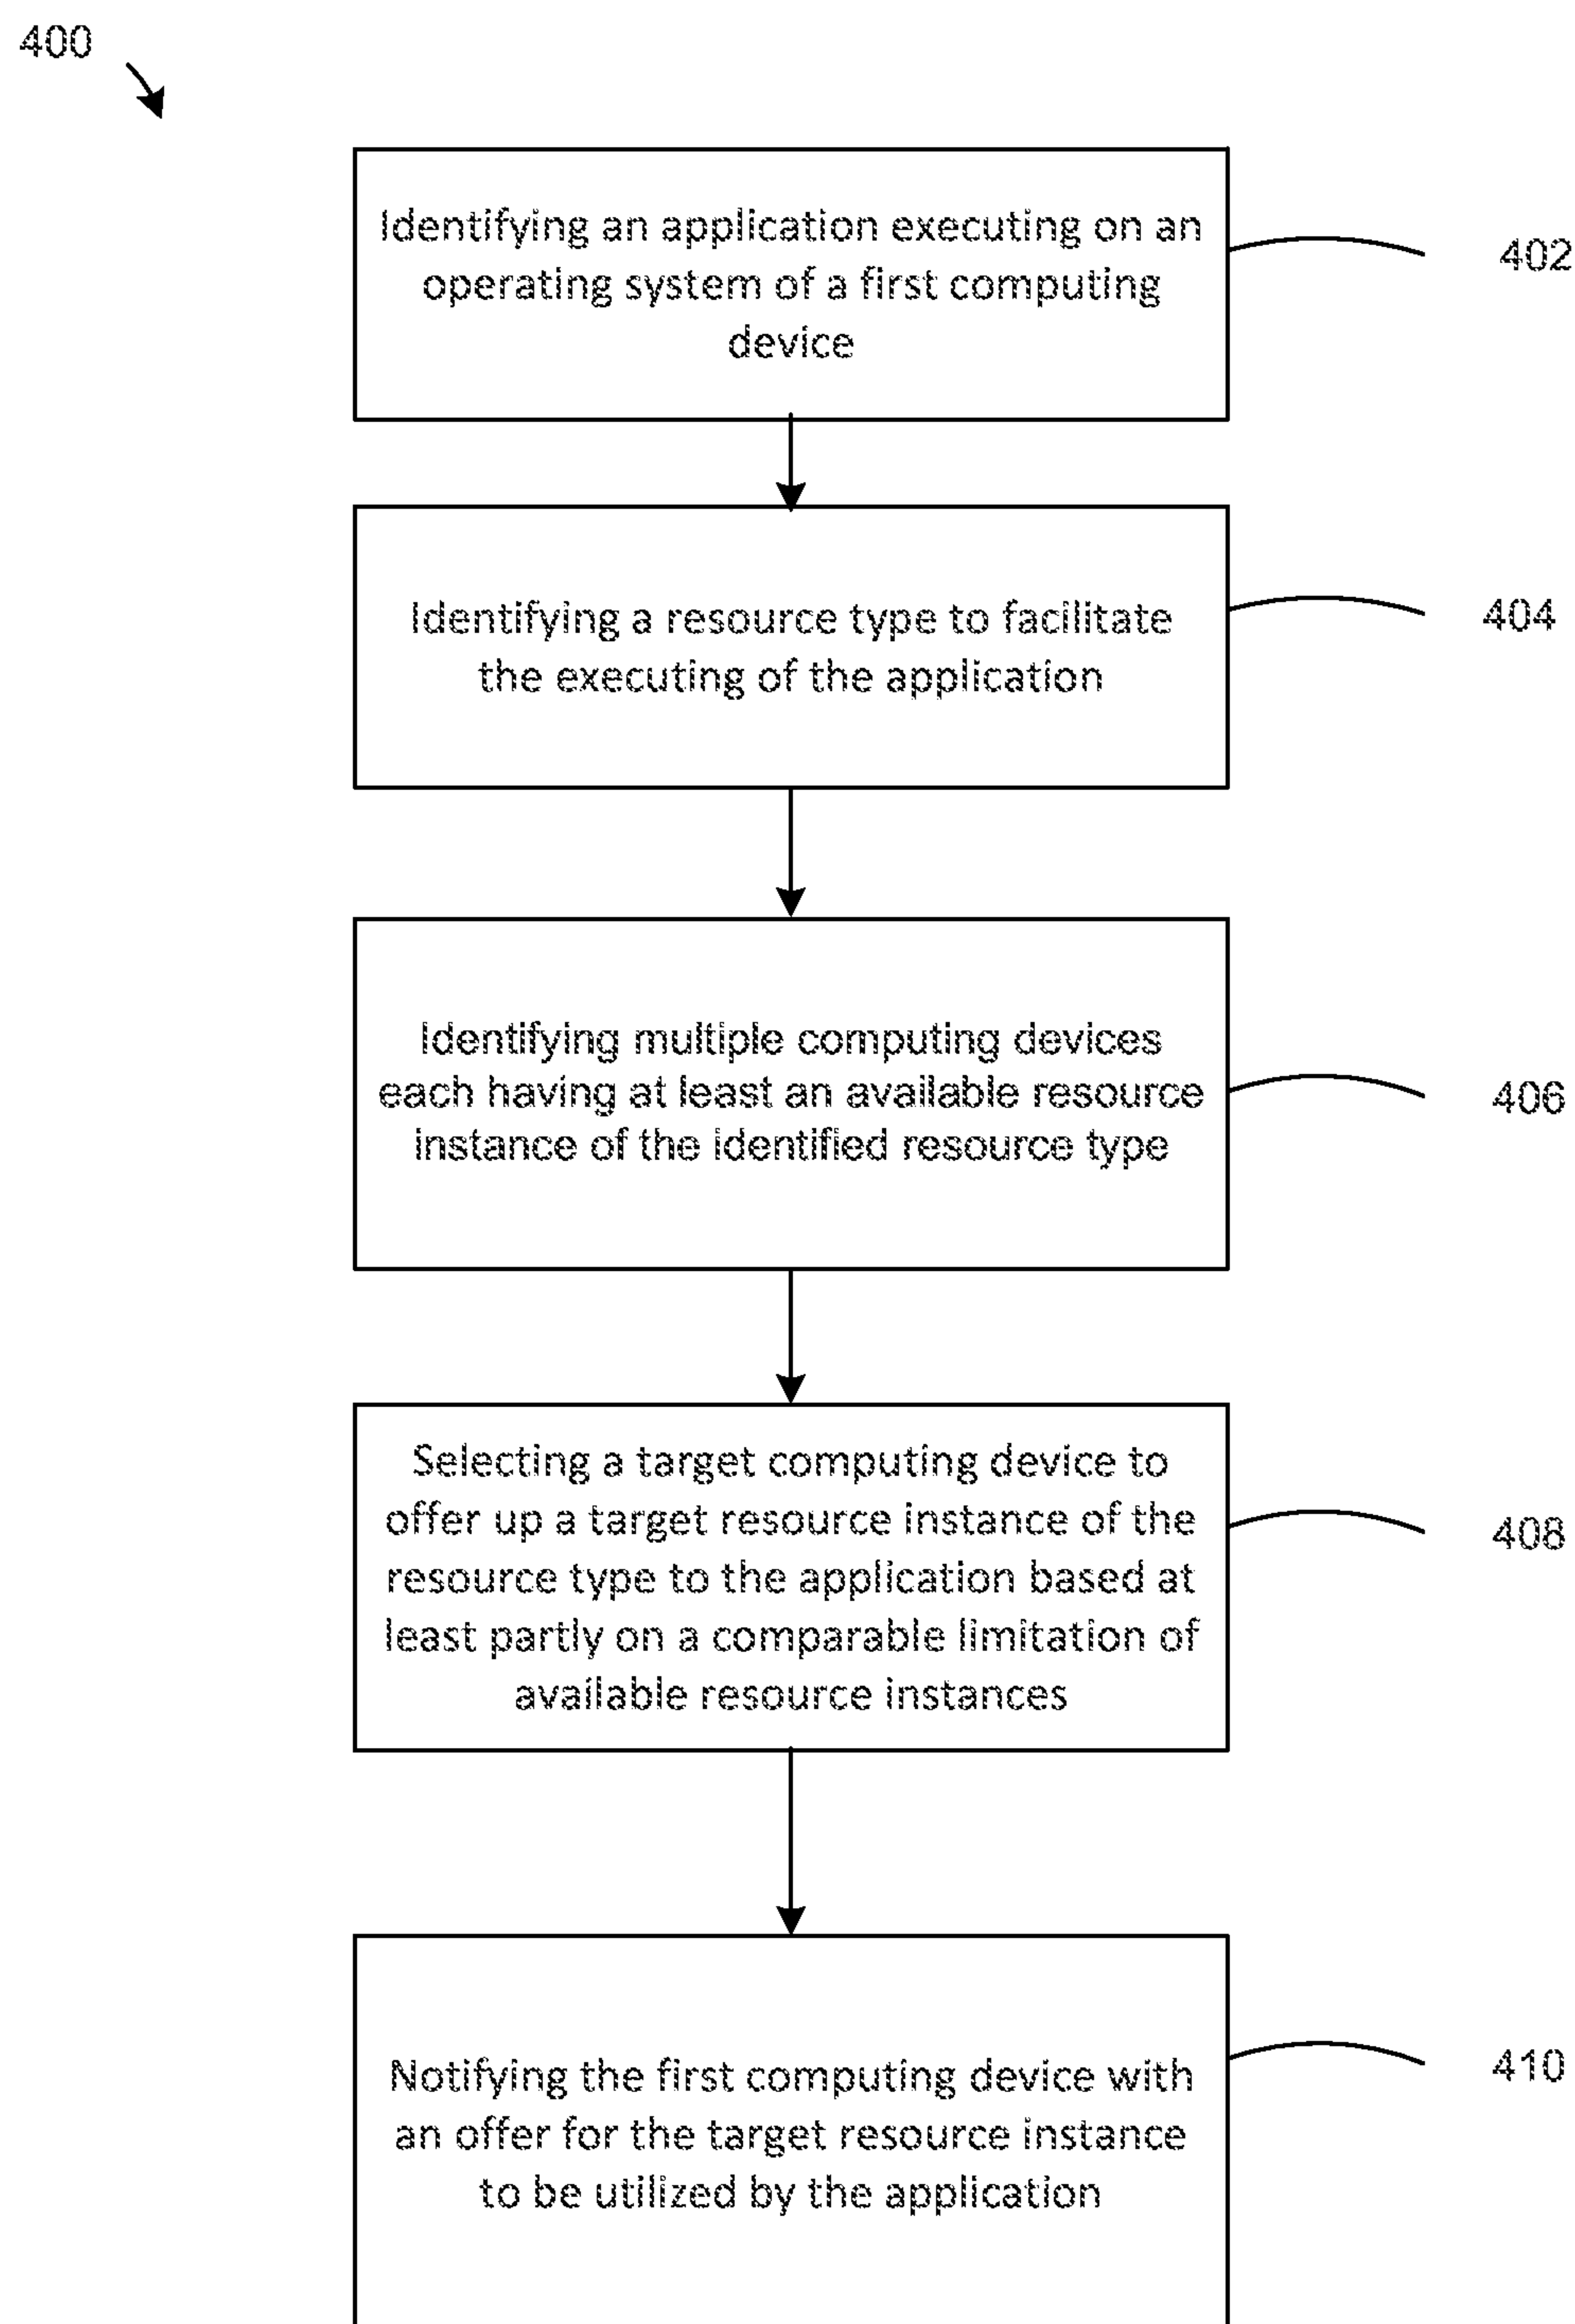 400
Identifying an application executing on an
operating system of a first computing
device
402
Identifying a resource type to facilitate
the executing of the application
404
Identifying multiple computing devices
each having at least an available resource
instance of the identified resource type
406
Selecting a target computing device to
offer up a target resource instance of the
resource type to the application based at
least partly on a comparable limitation of
available resource instances
408
Notifying the first computing device with
an offer for the target resource instance
to be utilized by the application
410